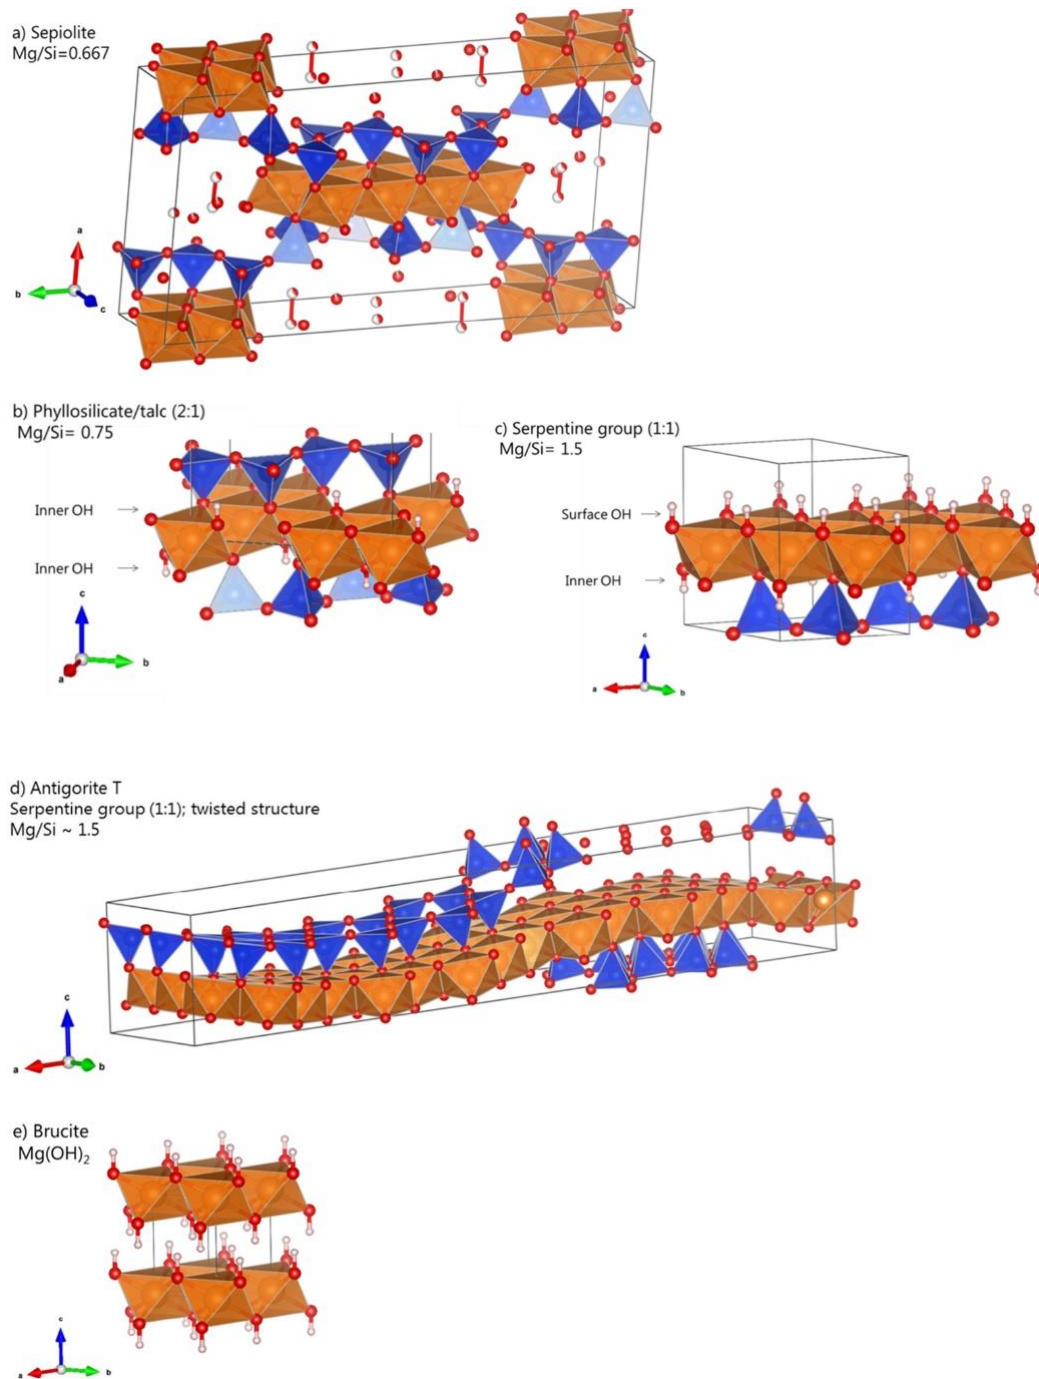 a) Sepiolite
Mg/Si=0.667
a
b
c
b) Phyllosilicate/talc (2:1)
Mg/Si= 0.75
Inner OH
Inner OH
c
b
a
c) Serpentine group (1:1)
Mg/Si= 1.5
Surface OH
Inner OH
c
a
b
d) Antigorite T
Serpentine group (1:1); twisted structure
Mg/Si ~ 1.5
c
a
b
e) Brucite
Mg(OH)₂
c
a
b